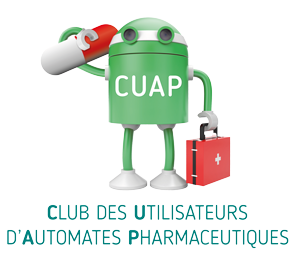 CUAP
CLUB DES UTILISATEURS
D'AUTOMATES PHARMACEUTIQUES